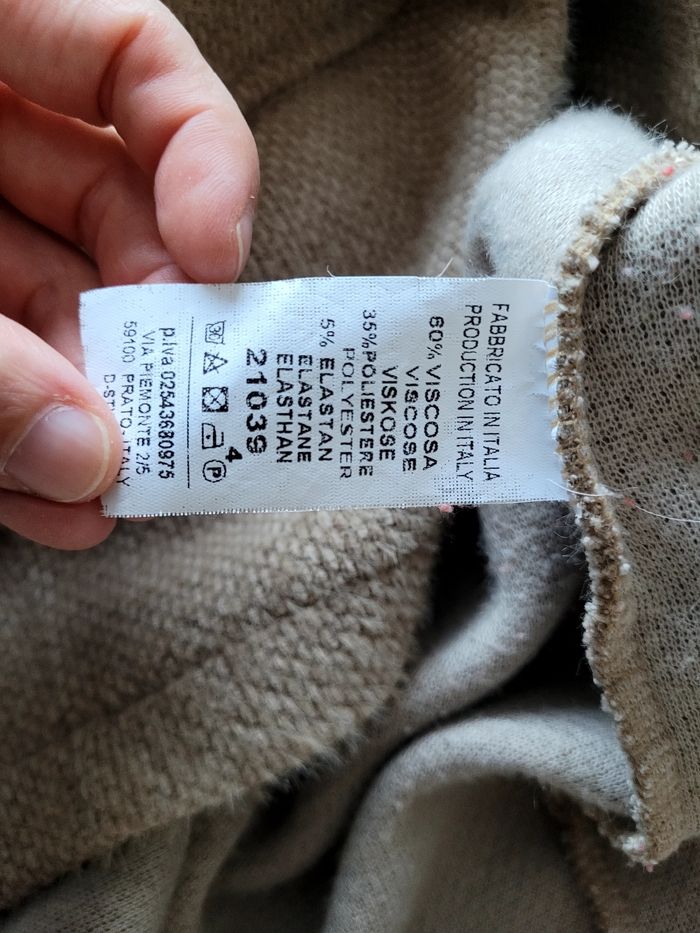 FABBRICATO IN ITALIA
PRODUCTION IN ITALY
60% VISCOSA
VISCOSE
VISKOSE
35%POLIESTERE
POLYESTER
5% ELASTAN
ELASTANE
ELASTHAN
21039
4
P
p.Iva 02543680975
VIA PIEMONTE 2/5
59100 PRATO, ITALY